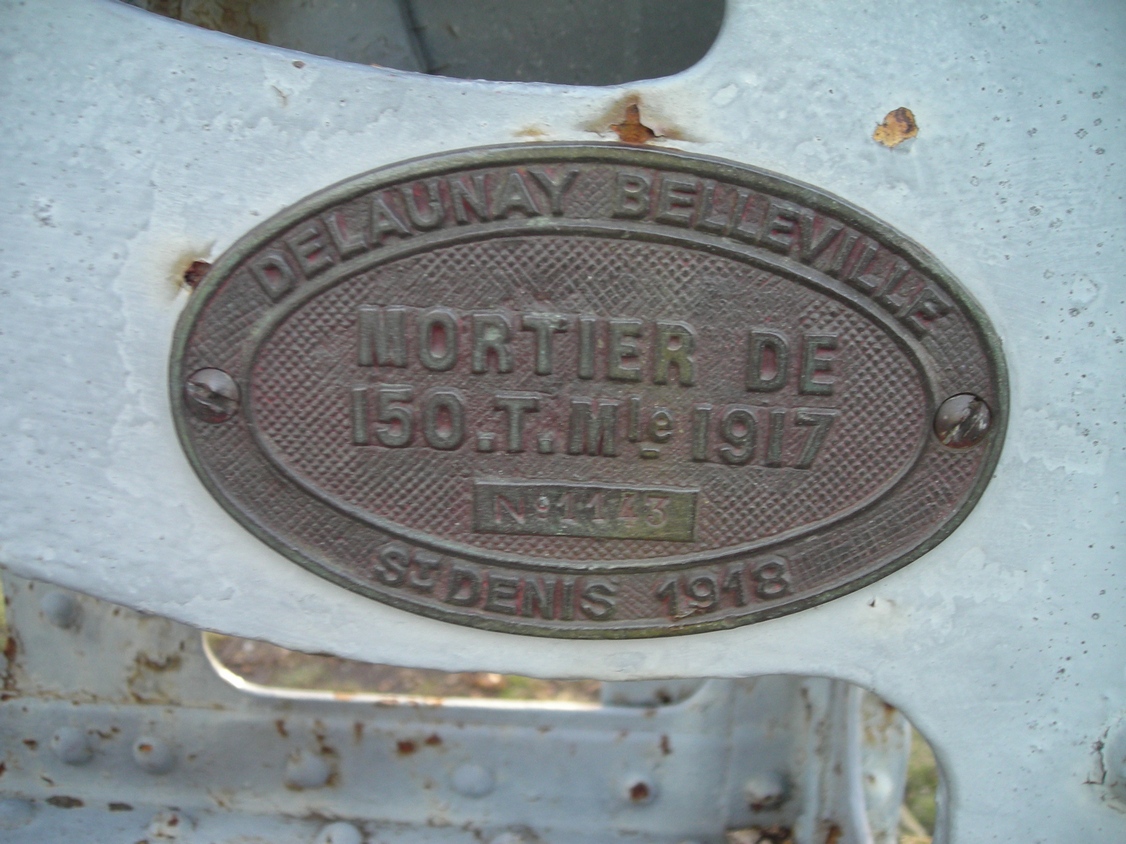 DELAUNAY BELLEVILLE
MORTIER DE
150.T.Mle 1917
No 1143
ST DENIS 1918